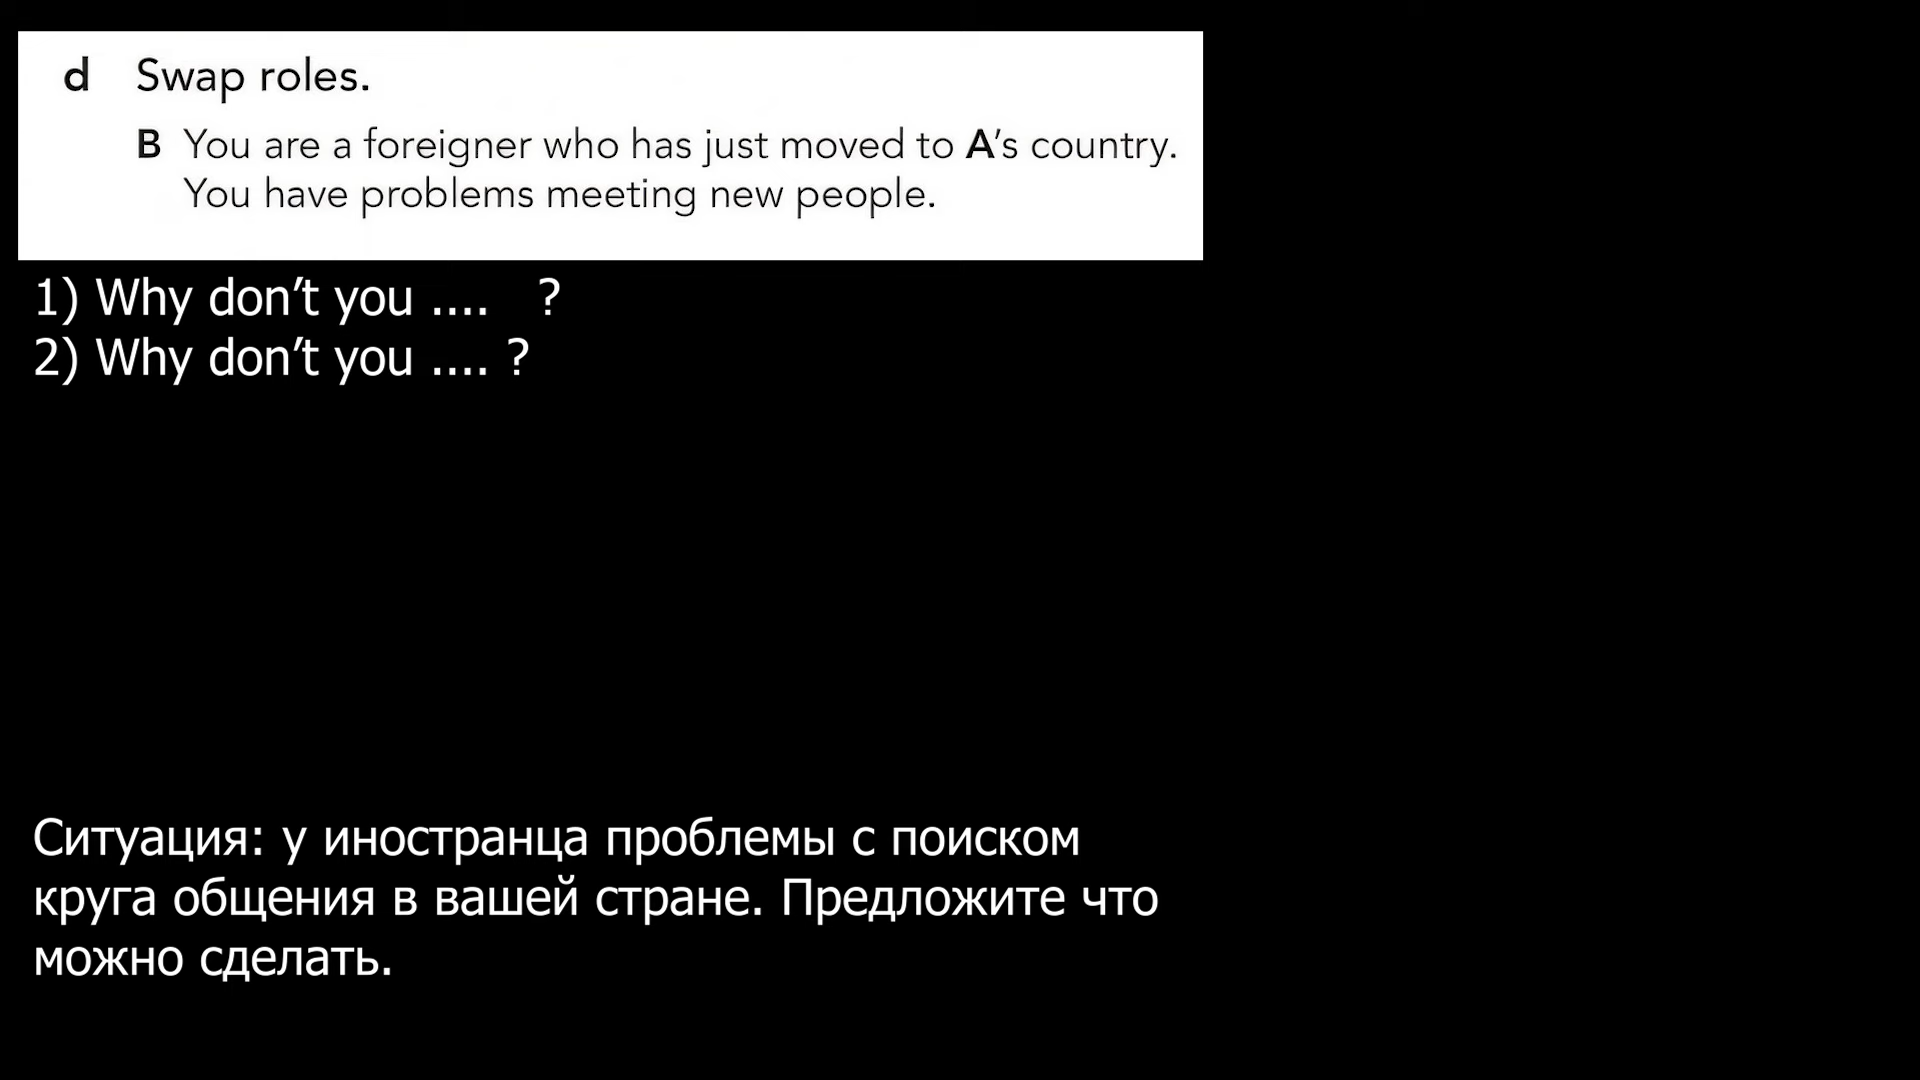 d Swap roles.
B You are a foreigner who has just moved to A's country.
You have problems meeting new people.
1) Why don’t you .... ?
2) Why don’t you .... ?
Ситуация: у иностранца проблемы с поиском
круга общения в вашей стране. Предложите что
можно сделать.